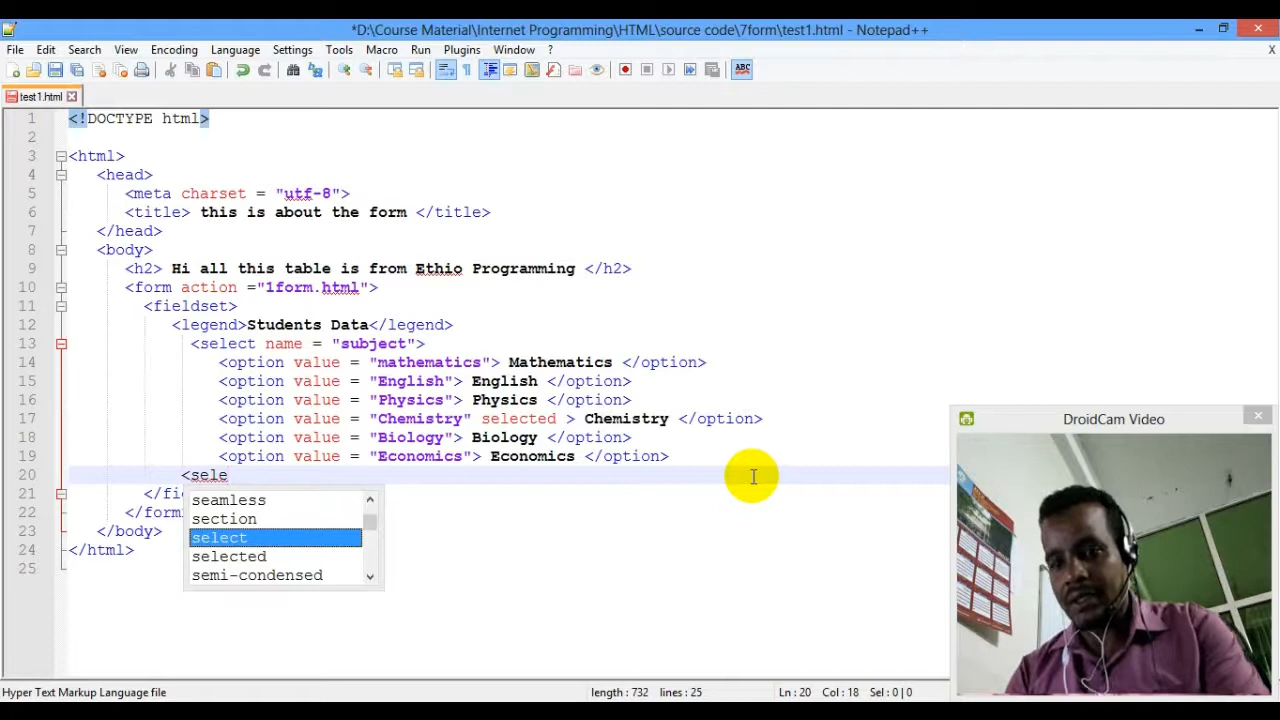 *D:\Course Material\Internet Programming\HTML\source code\7form\test1.html - Notepad++
File Edit Search View Encoding Language Settings Tools Macro Run Plugins Window ? X
ABC
test1.html
1 <!DOCTYPE html>
2
3 <html>
4 <head>
5 <meta charset = "utf-8">
6 <title> this is about the form </title>
7 </head>
8 <body>
9 <h2> Hi all this table is from Ethio Programming </h2>
10 <form action ="1form.html">
11 <fieldset>
12 <legend>Students Data</legend>
13 <select name = "subject">
14 <option value = "mathematics"> Mathematics </option>
15 <option value = "English"> English </option>
16 <option value = "Physics"> Physics </option>
17 <option value = "Chemistry" selected > Chemistry </option>
18 <option value = "Biology"> Biology </option>
19 <option value = "Economics"> Economics </option>
20 <sele
21 </fi
22 </form
23 </body>
24 </html>
25
seamless
section
select
selected
semi-condensed
DroidCam Video
Hyper Text Markup Language file length : 732 lines : 25 Ln : 20 Col : 18 Sel : 0 | 0